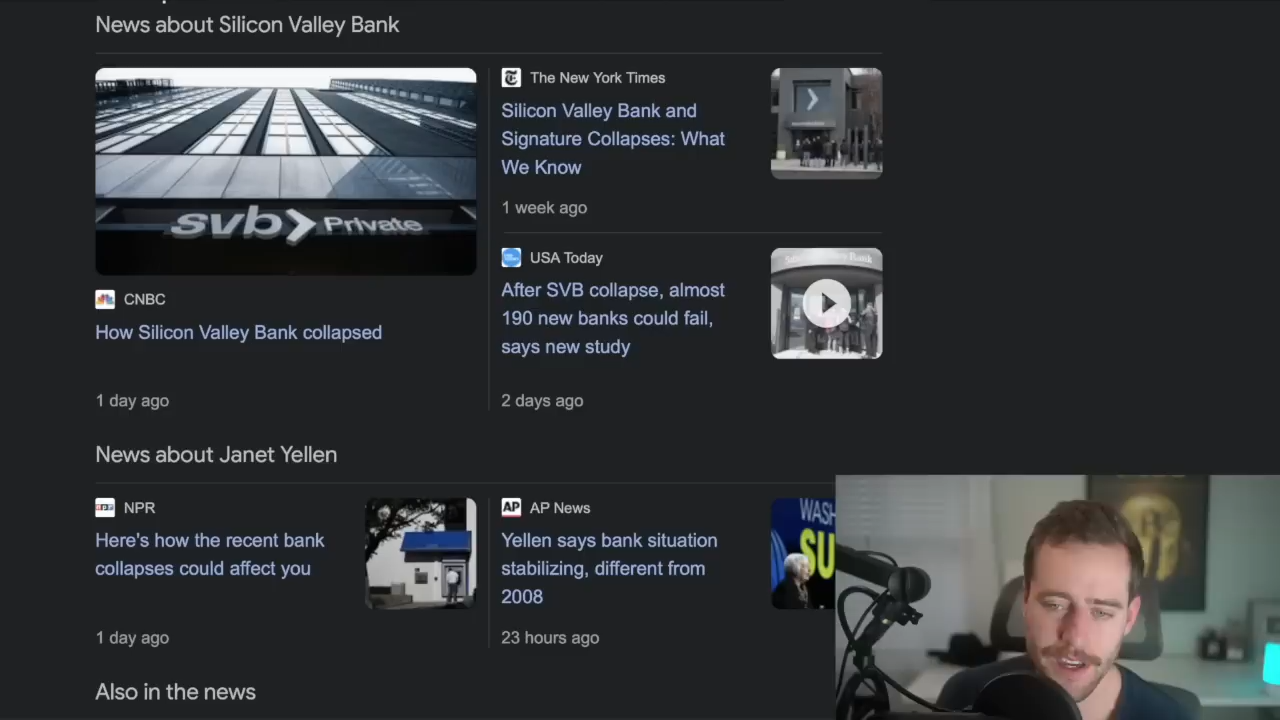 News about Silicon Valley Bank
svb Private
CNBC
How Silicon Valley Bank collapsed
1 day ago
The New York Times
Silicon Valley Bank and
Signature Collapses: What
We Know
1 week ago
USA Today
After SVB collapse, almost
190 new banks could fail,
says new study
2 days ago
News about Janet Yellen
npr
NPR
Here's how the recent bank
collapses could affect you
1 day ago
AP
AP News
Yellen says bank situation
stabilizing, different from
2008
23 hours ago
WASH
SU
Also in the news